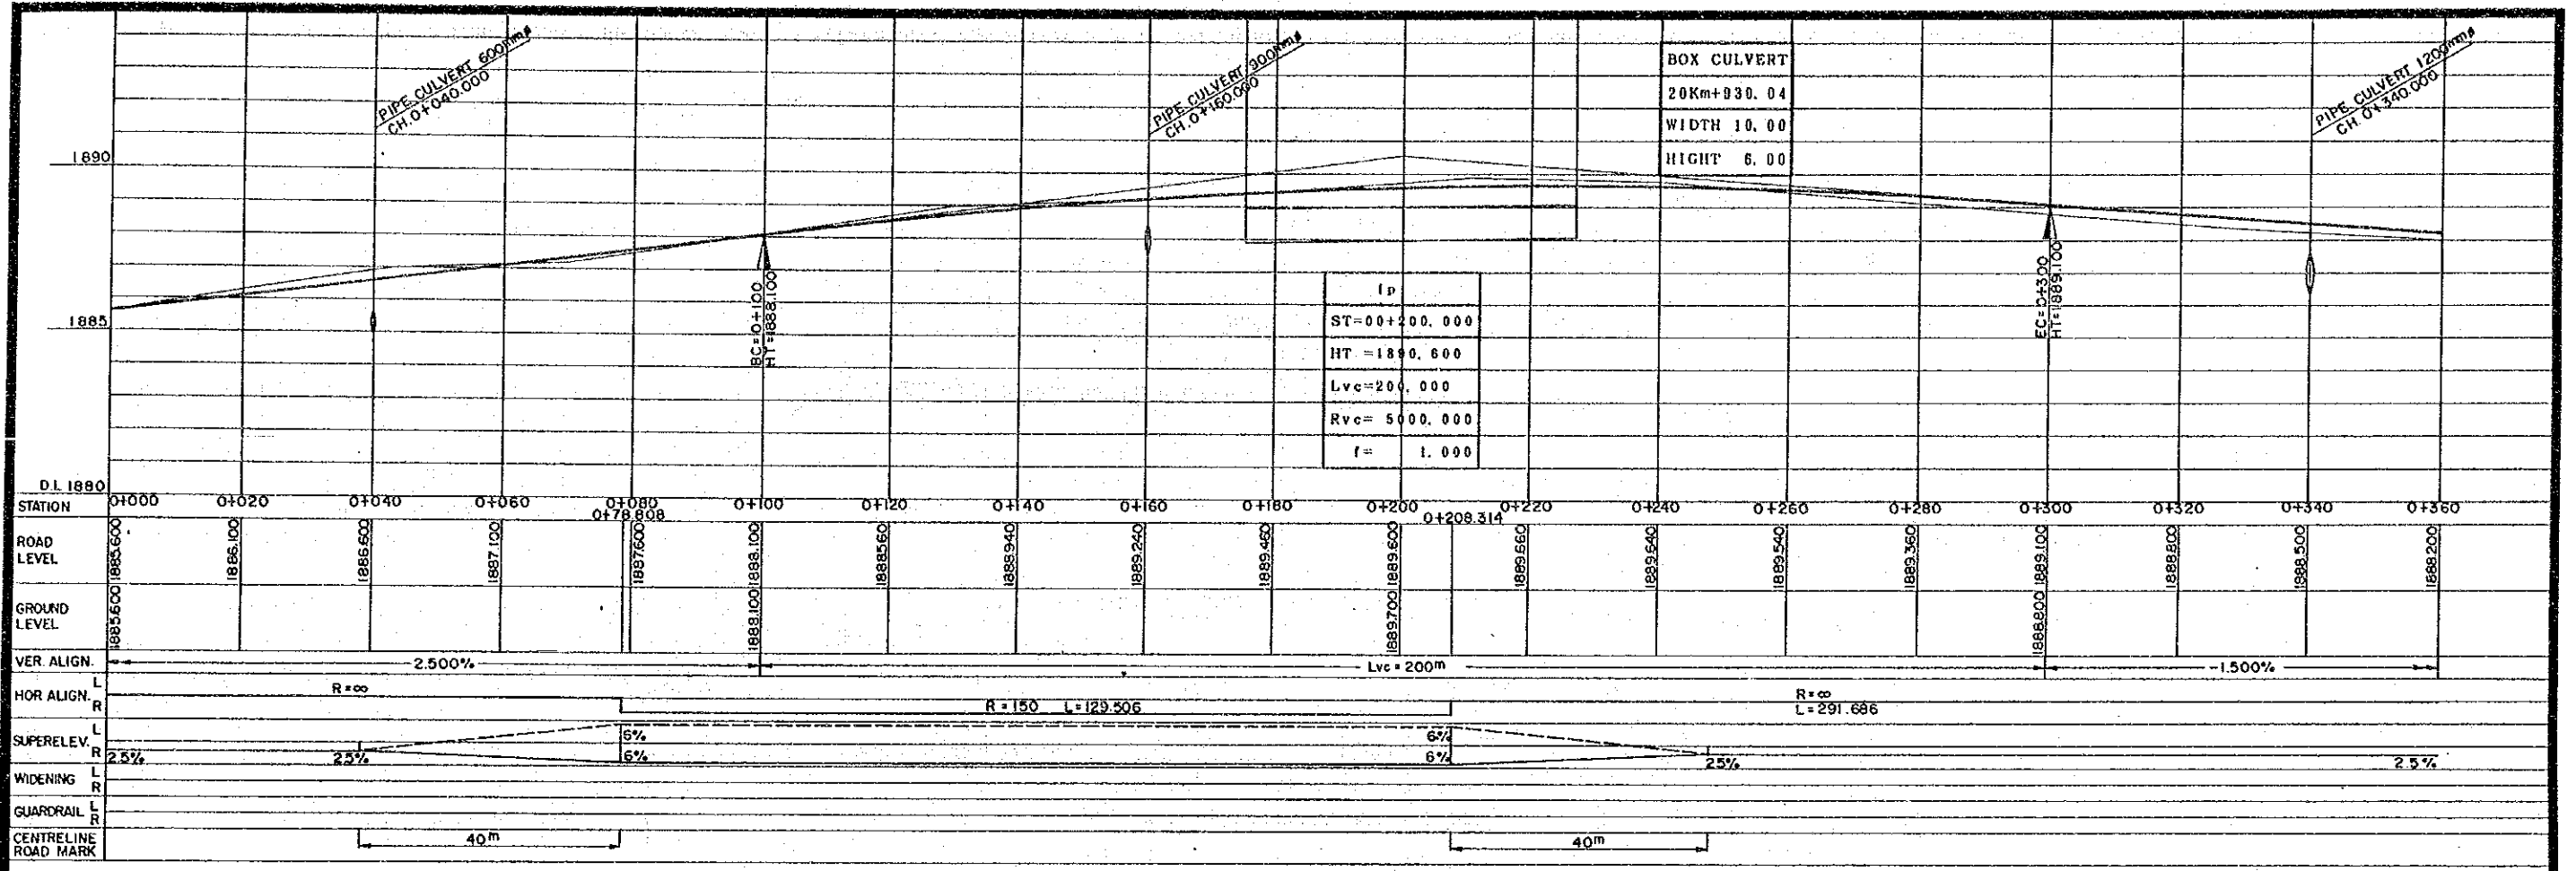 PIPE CULVERT 600mmø
CH.0+040.000
PIPE CULVERT 900mmø
CH.0+160.000
BOX CULVERT
20Km+930.04
WIDTH 10.00
HIGHT 6.00
PIPE CULVERT 1200mmø
CH.0+340.000
1890
1885
BC=0+100
HT=1888.100
Ip
ST=00+200.000
HT =1890.600
Lvc=200.000
Rvc= 5000.000
f= 1.000
EC=0+300
HT=1889.100
D.L 1880
STATION 0+000 0+020 0+040 0+060 0+080 0+100 0+120 0+140 0+160 0+180 0+200 0+220 0+240 0+260 0+280 0+300 0+320 0+340 0+360
0+78.808 0+208.314
ROAD LEVEL 1885.600 1886.100 1886.600 1887.100 1887.600 1888.100 1888.560 1888.940 1889.240 1889.460 1889.600 1889.660 1889.640 1889.540 1889.360 1889.100 1888.800 1888.500 1888.200
GROUND LEVEL 1885.600 1888.100 1889.700 1888.800
VER. ALIGN. 2.500% Lvc=200m -1.500%
HOR ALIGN. L R
R=∞ R=∞
R=150 L=129.506 L=291.686
SUPERELEV. L R
6% 6%
2.5% 2.5% 6% 6% 2.5% 2.5%
WIDENING L R
GUARDRAIL L R
CENTRELINE ROAD MARK 40m 40m